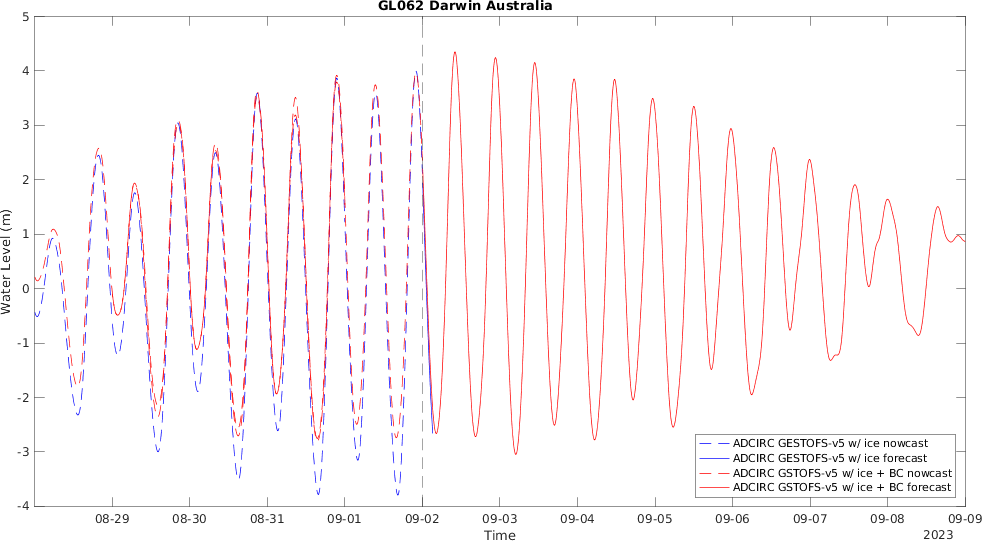 GL062 Darwin Australia
5
4
3
2
1
0
-1
-2
-3
-4
Water Level (m)
08-29 08-30 08-31 09-01 09-02 09-03 09-04 09-05 09-06 09-07 09-08 09-09
Time
2023
ADCIRC GESTOFS-v5 w/ ice nowcast
ADCIRC GESTOFS-v5 w/ ice forecast
ADCIRC GSTOFS-v5 w/ ice + BC nowcast
ADCIRC GSTOFS-v5 w/ ice + BC forecast